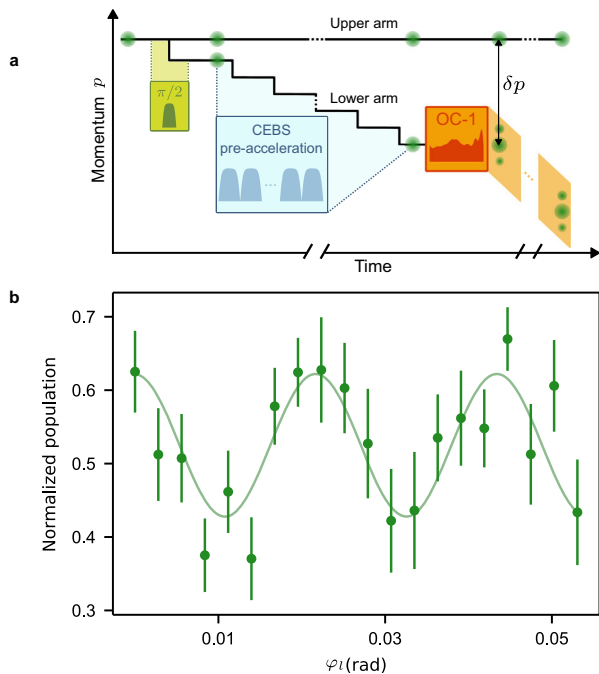 Upper arm
a
π/2
δp
Lower arm
OC-1
CEBS
pre-acceleration
...
Momentum p
Time
b
0.7
0.6
0.5
0.4
0.3
Normalized population
0.01
0.03
0.05
φl(rad)